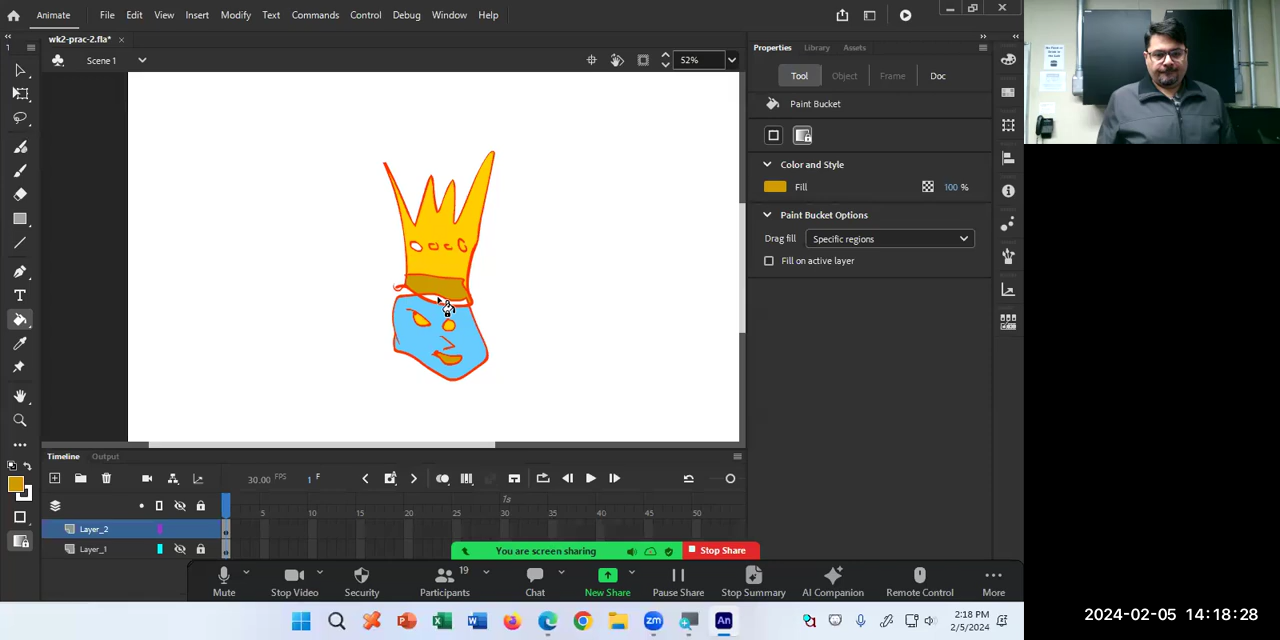 Animate File Edit View Insert Modify Text Commands Control Debug Window Help
wk2-prac-2.fla* ×
Scene 1 52%
Properties Library Assets
Tool Object Frame Doc
Paint Bucket
Color and Style
Fill 100 %
Paint Bucket Options
Drag fill Specific regions
Fill on active layer
Timeline Output
30.00 FPS 1 F
1s
5 10 15 20 25 30 35 40 45 50
Layer_2
Layer_1
You are screen sharing Stop Share
19
Mute Stop Video Security Participants Chat New Share Pause Share Stop Summary AI Companion Remote Control More
2:18 PM
2/5/2024
2024-02-05 14:18:28